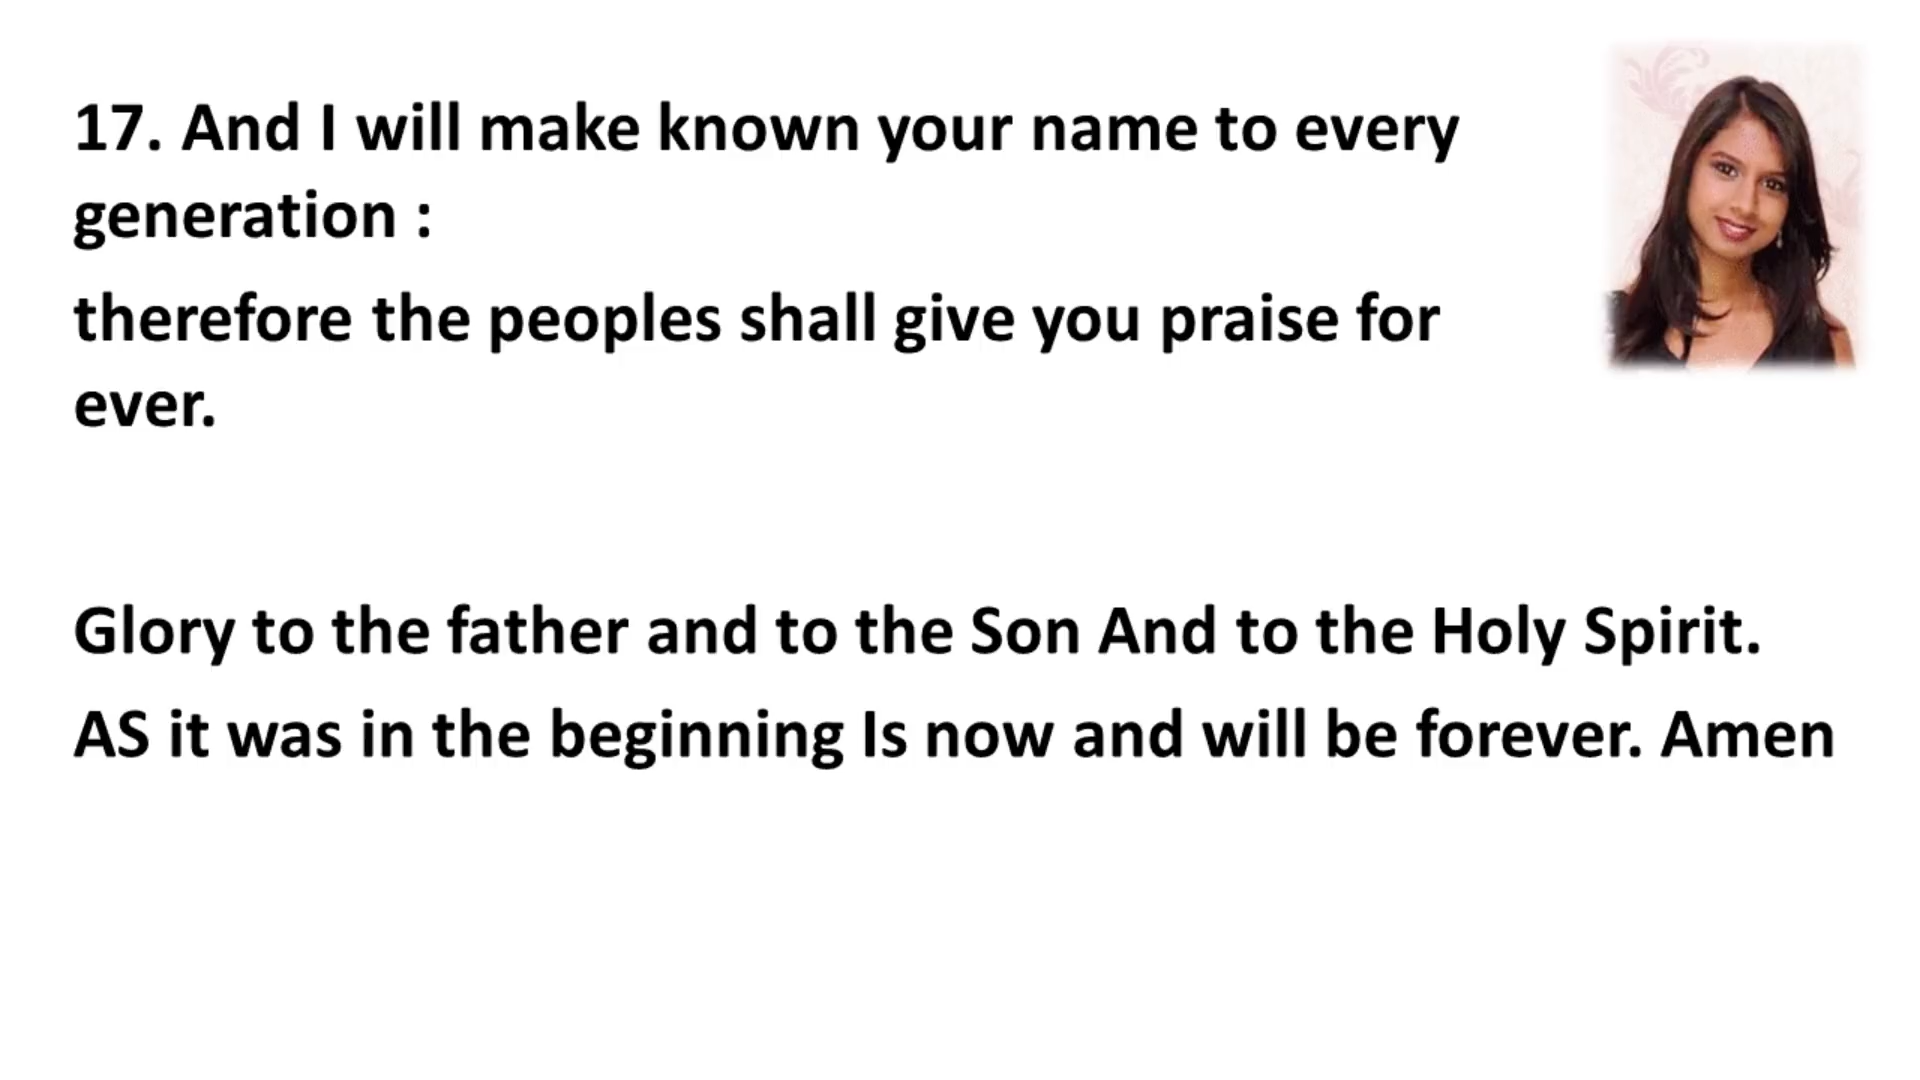 17. And I will make known your name to every
generation :
therefore the peoples shall give you praise for
ever.
Glory to the father and to the Son And to the Holy Spirit.
AS it was in the beginning Is now and will be forever. Amen